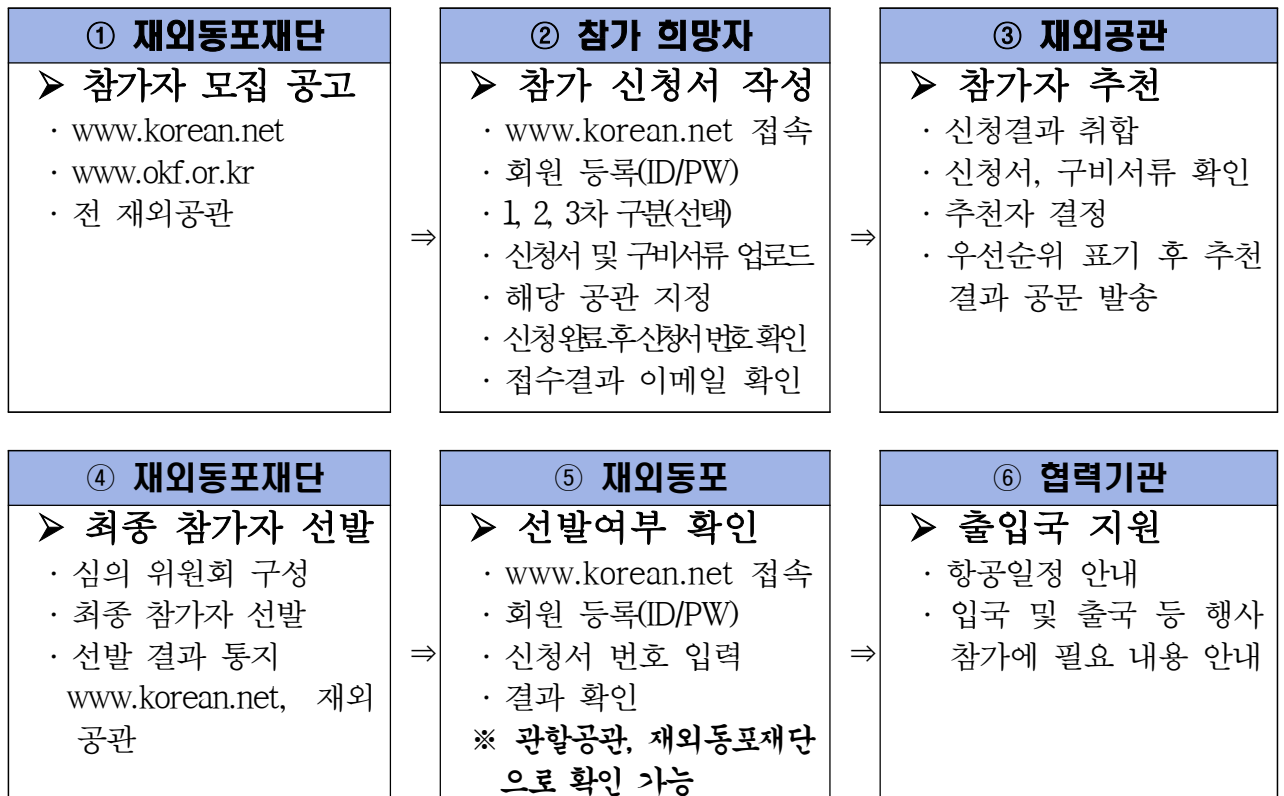 ① 재외동포재단
➢ 참가자 모집 공고
· www.korean.net
· www.okf.or.kr
· 전 재외공관
⇒
② 참가 희망자
➢ 참가 신청서 작성
· www.korean.net 접속
· 회원 등록(ID/PW)
· 1, 2, 3차 구분(선택)
· 신청서 및 구비서류 업로드
· 해당 공관 지정
· 신청완료 후 신청서 번호 확인
· 접수결과 이메일 확인
⇒
③ 재외공관
➢ 참가자 추천
· 신청결과 취합
· 신청서, 구비서류 확인
· 추천자 결정
· 우선순위 표기 후 추천
결과 공문 발송
④ 재외동포재단
➢ 최종 참가자 선발
· 심의 위원회 구성
· 최종 참가자 선발
· 선발 결과 통지
www.korean.net, 재외
공관
⇒
⑤ 재외동포
➢ 선발여부 확인
· www.korean.net 접속
· 회원 등록(ID/PW)
· 신청서 번호 입력
· 결과 확인
※ 관할공관, 재외동포재단
으로 확인 가능
⇒
⑥ 협력기관
➢ 출입국 지원
· 항공일정 안내
· 입국 및 출국 등 행사
참가에 필요 내용 안내